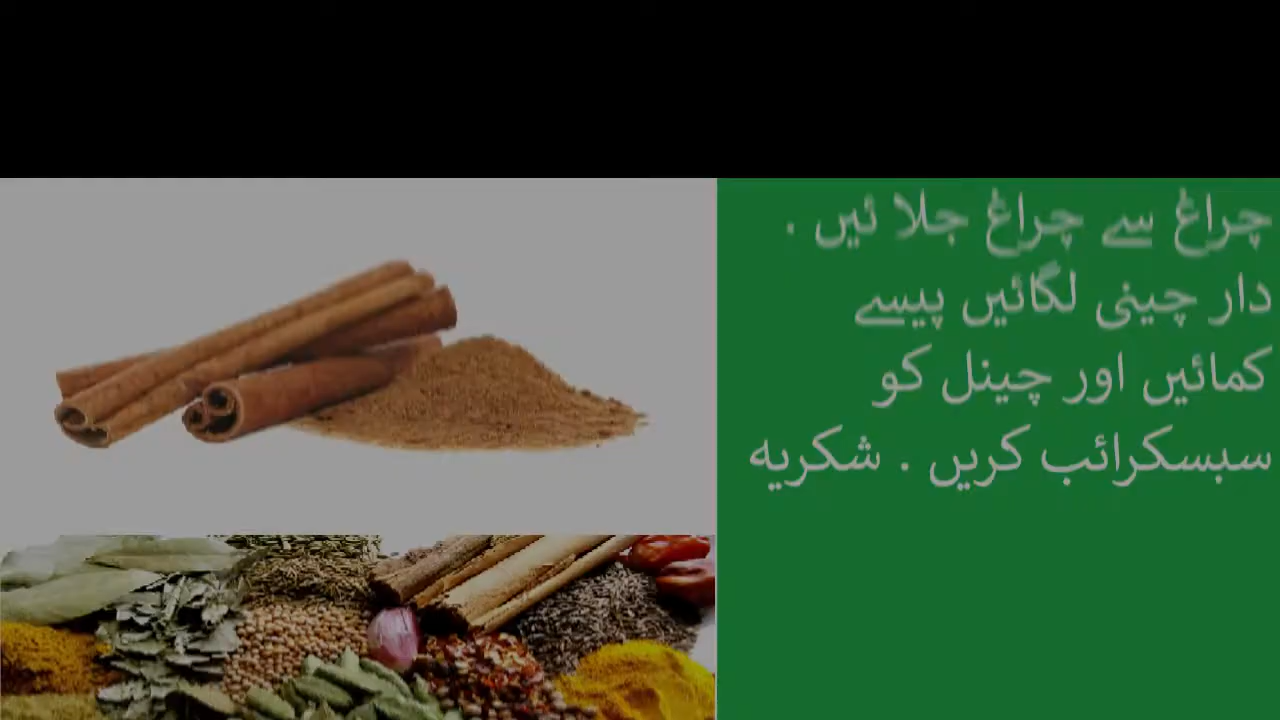 چراغ سے چراغ جلا ئیں .
دار چینی لگائیں پیسے
کمائیں اور چینل کو
سبسکرائب کریں . شکریہ